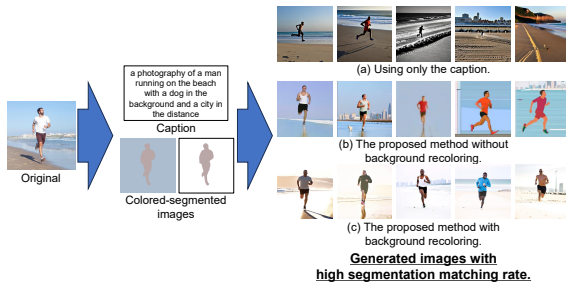 a photography of a man
running on the beach
with a dog in the
background and a city in
the distance
Caption
Original
Colored-segmented
images
(a) Using only the caption.
(b) The proposed method without
background recoloring.
(c) The proposed method with
background recoloring.
Generated images with
high segmentation matching rate.